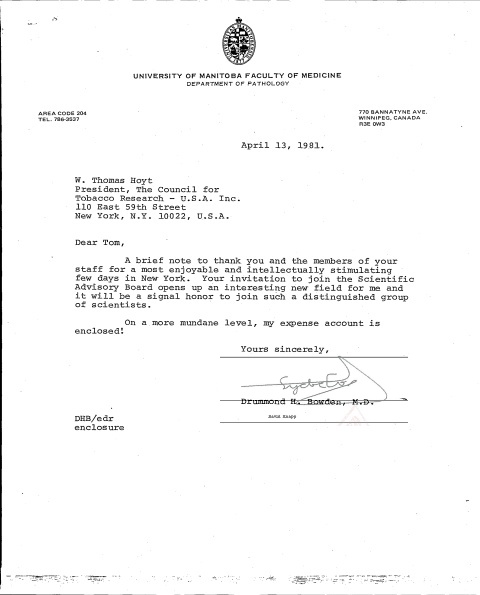 UNIVERSITY OF MANITOBA FACULTY OF MEDICINE
DEPARTMENT OF PATHOLOGY
AREA CODE 204
TEL. 786-3537
770 BANNATYNE AVE.
WINNIPEG, CANADA
R3E 0W3
April 13, 1981.
W. Thomas Hoyt
President, The Council for
Tobacco Research - U.S.A. Inc.
110 East 59th Street
New York, N.Y. 10022, U.S.A.
Dear Tom,
A brief note to thank you and the members of your
staff for a most enjoyable and intellectually stimulating
few days in New York. Your invitation to join the Scientific
Advisory Board opens up an interesting new field for me and
it will be a signal honor to join such a distinguished group
of scientists.
On a more mundane level, my expense account is
enclosed!
Yours sincerely,
Drummond H. Bowden, M.D.
David Knapp
DHB/edr
enclosure